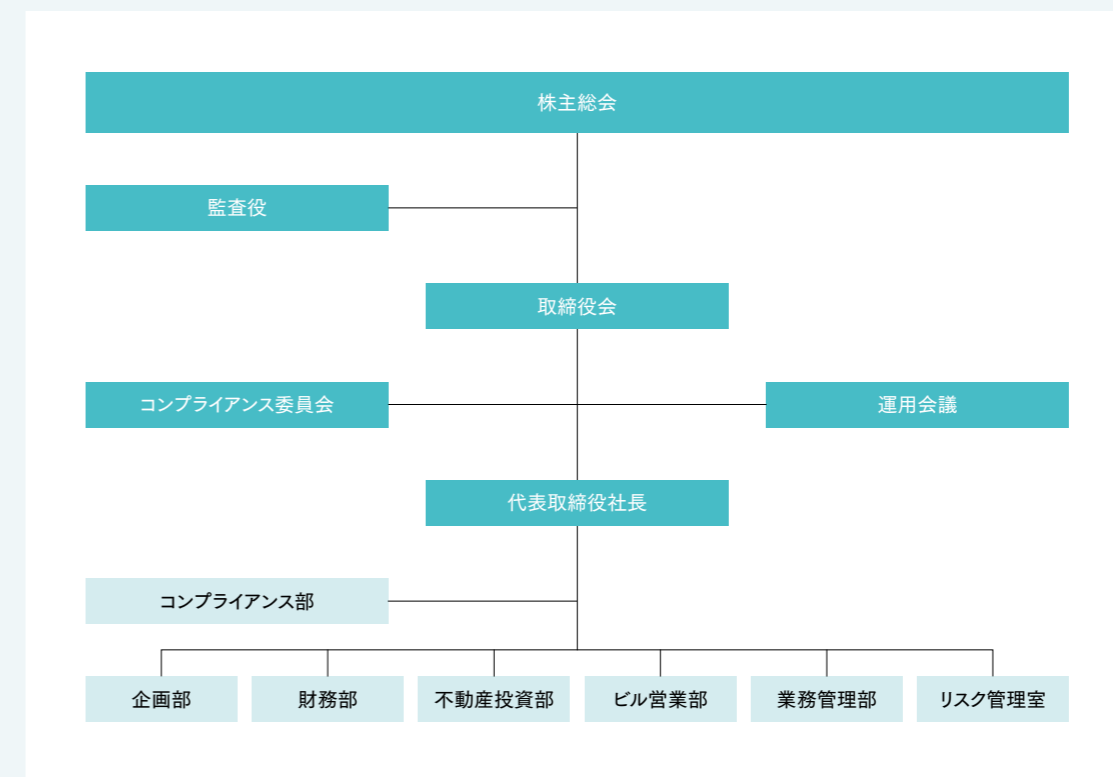 株主総会
監査役
取締役会
コンプライアンス委員会
運用会議
代表取締役社長
コンプライアンス部
企画部
財務部
不動産投資部
ビル営業部
業務管理部
リスク管理室